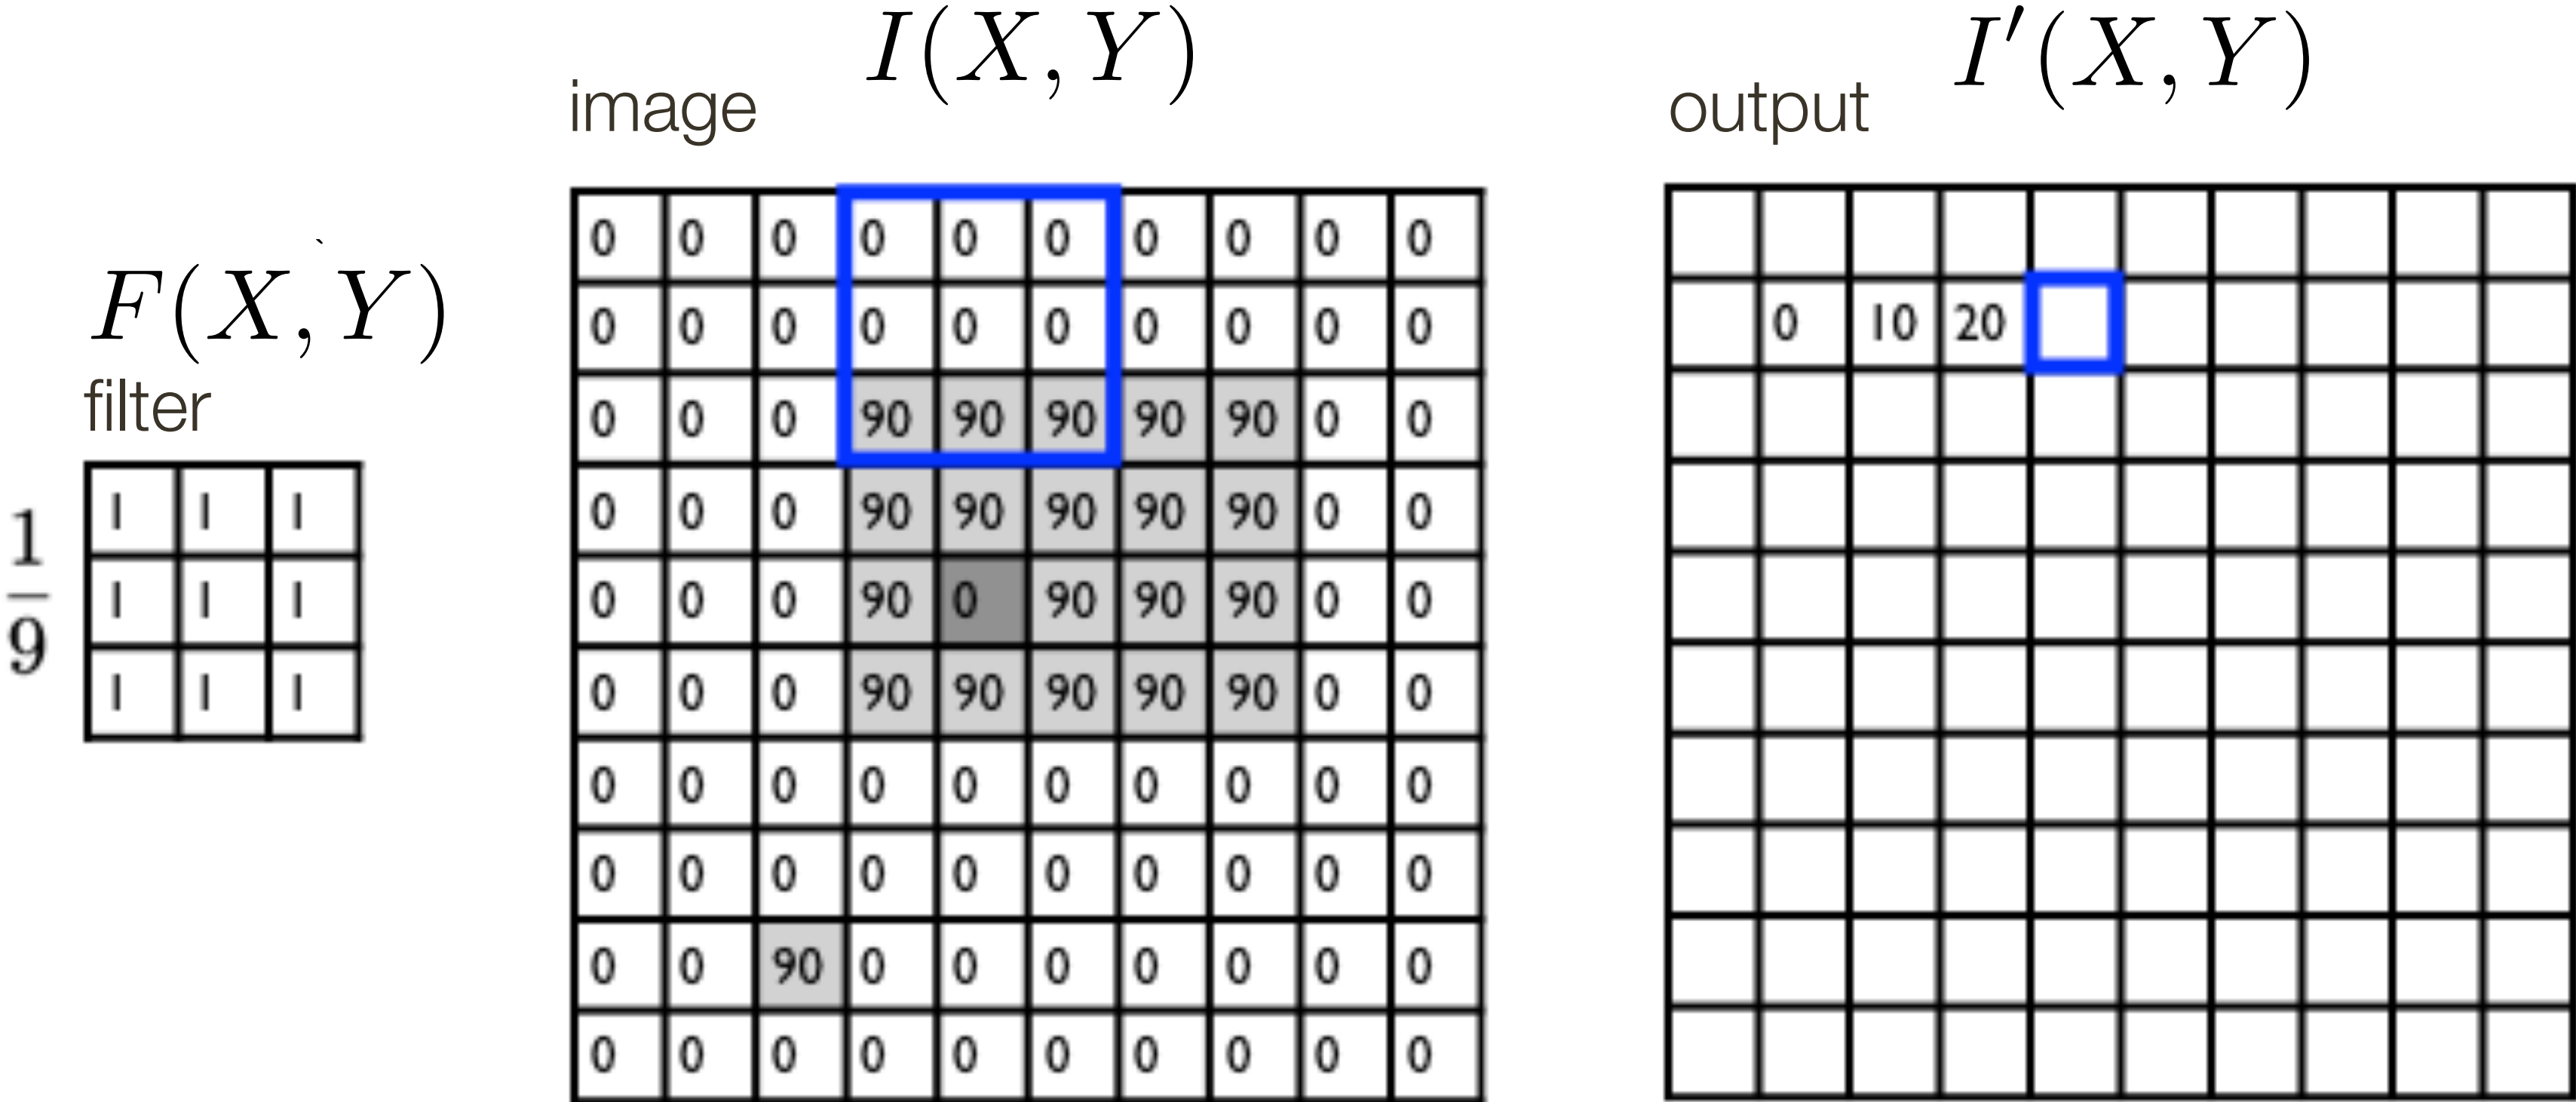 I(X, Y)
image
I′(X, Y)
output
F(X, Y)
filter
1/9
1 1 1
1 1 1
1 1 1
0 0 0 0 0 0 0 0 0 0
0 0 0 0 0 0 0 0 0 0
0 0 0 90 90 90 90 90 0 0
0 0 0 90 90 90 90 90 0 0
0 0 0 90 0 90 90 90 0 0
0 0 0 90 90 90 90 90 0 0
0 0 0 0 0 0 0 0 0 0
0 0 0 0 0 0 0 0 0 0
0 0 90 0 0 0 0 0 0 0
0 0 0 0 0 0 0 0 0 0
0 10 20